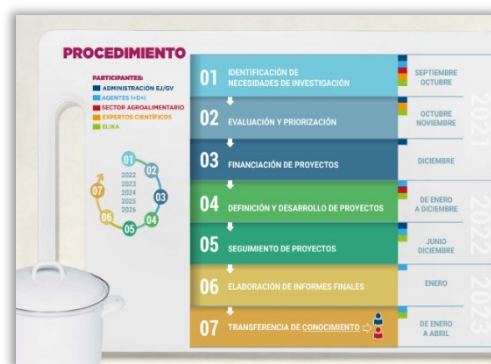 PROCEDIMIENTO
PARTICIPANTES:
ADMINISTRACIÓN EJ/GV
AGENTES I+D+i
SECTOR AGROALIMENTARIO
EXPERTOS CIENTÍFICOS
ELIKA
01
02
03
04
05
06
07
2022
2023
2024
2025
2026
01 IDENTIFICACIÓN DE
NECESIDADES DE INVESTIGACIÓN
SEPTIEMBRE
OCTUBRE
02 EVALUACIÓN Y PRIORIZACIÓN
OCTUBRE
NOVIEMBRE
03 FINANCIACIÓN DE PROYECTOS
DICIEMBRE
2021
04 DEFINICIÓN Y DESARROLLO DE PROYECTOS
DE ENERO
A DICIEMBRE
05 SEGUIMIENTO DE PROYECTOS
JUNIO
DICIEMBRE
2022
06 ELABORACIÓN DE INFORMES FINALES
ENERO
07 TRANSFERENCIA DE CONOCIMIENTO
DE ENERO
A ABRIL
2023